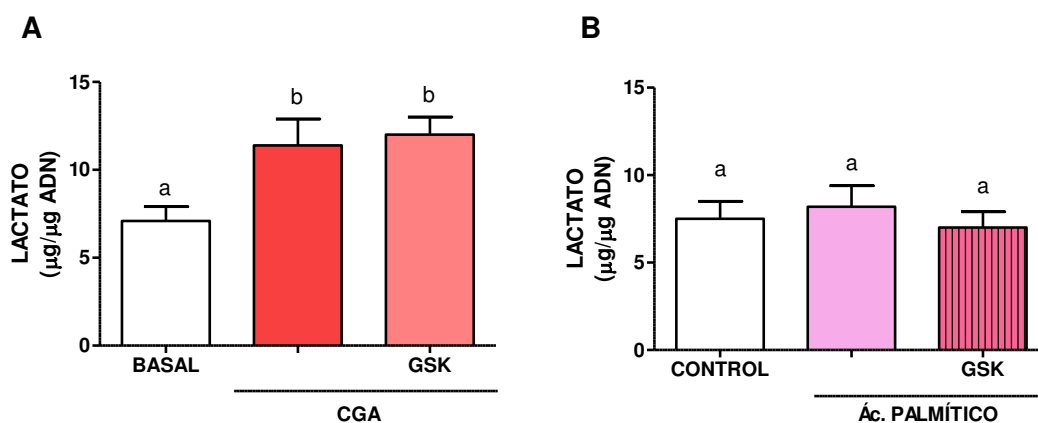 A
LACTATO
(µg/µg ADN)
15
10
5
0
a
b
b
BASAL
GSK
CGA
B
LACTATO
(µg/µg ADN)
15
10
5
0
a
a
a
CONTROL
GSK
Ác. PALMÍTICO